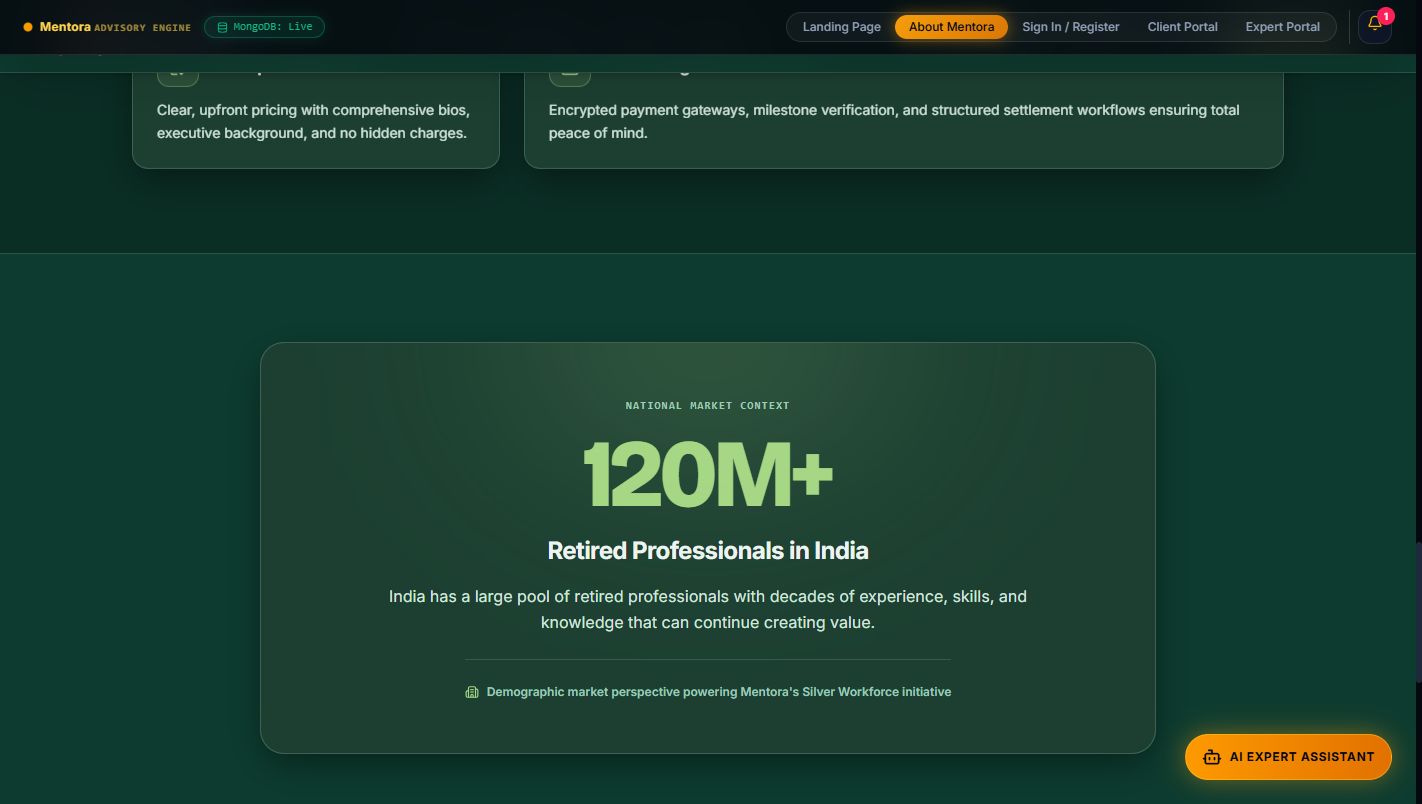 Mentora ADVISORY ENGINE
MongoDB: Live
Landing Page
About Mentora
Sign In / Register
Client Portal
Expert Portal
1
Clear, upfront pricing with comprehensive bios,
executive background, and no hidden charges.
Encrypted payment gateways, milestone verification, and structured settlement workflows ensuring total
peace of mind.
NATIONAL MARKET CONTEXT
120M+
Retired Professionals in India
India has a large pool of retired professionals with decades of experience, skills, and
knowledge that can continue creating value.
Demographic market perspective powering Mentora's Silver Workforce initiative
AI EXPERT ASSISTANT